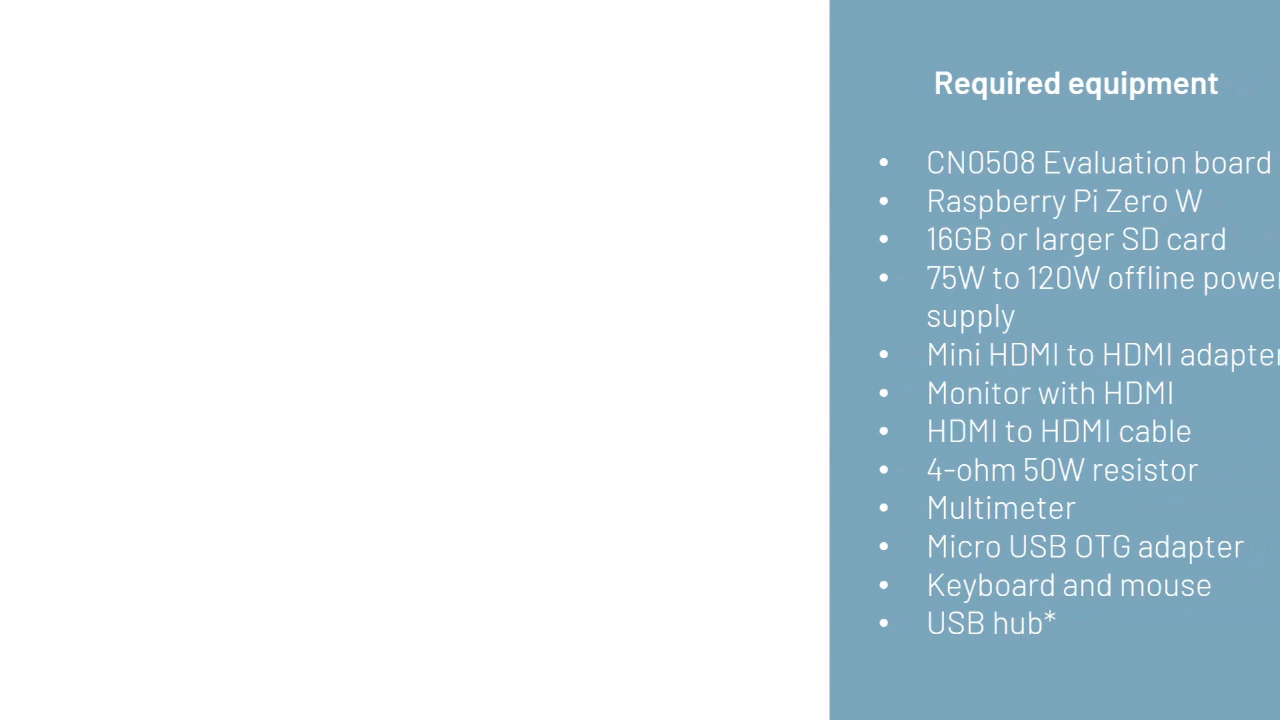 Required equipment
• CN0508 Evaluation board
• Raspberry Pi Zero W
• 16GB or larger SD card
• 75W to 120W offline power
supply
• Mini HDMI to HDMI adapter
• Monitor with HDMI
• HDMI to HDMI cable
• 4-ohm 50W resistor
• Multimeter
• Micro USB OTG adapter
• Keyboard and mouse
• USB hub*